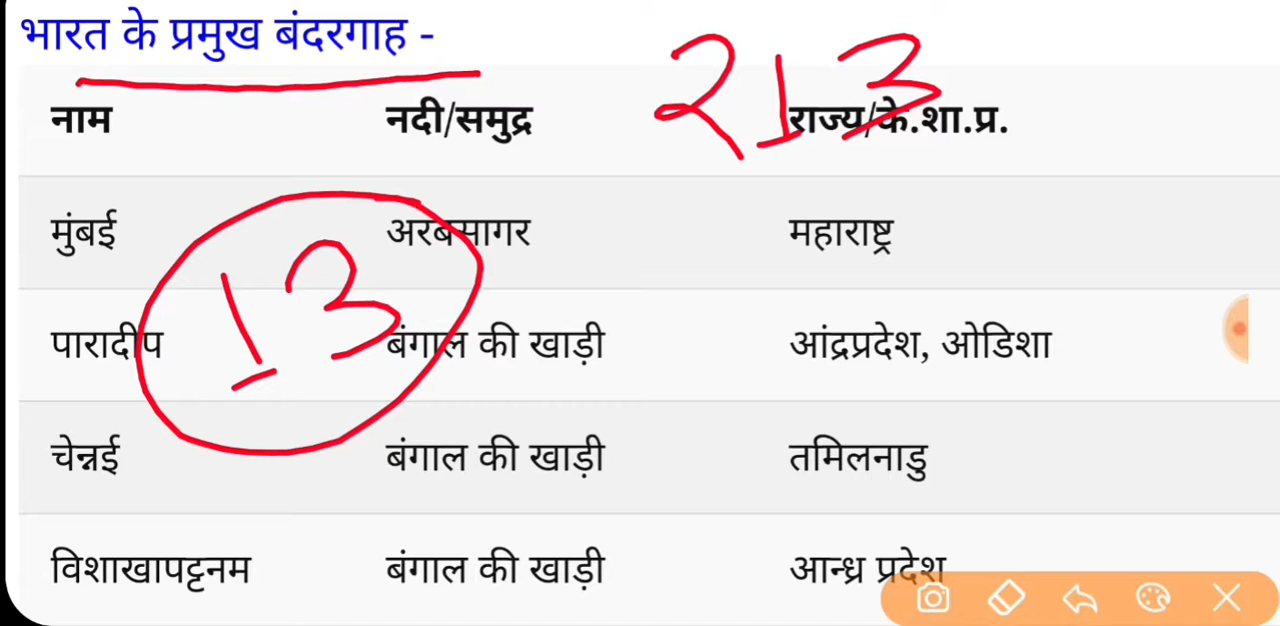 भारत के प्रमुख बंदरगाह -
213
नाम नदी/समुद्र राज्य/के.शा.प्र.
मुंबई अरबसागर महाराष्ट्र
13
पारादीप बंगाल की खाड़ी आंद्रप्रदेश, ओडिशा
चेन्नई बंगाल की खाड़ी तमिलनाडु
विशाखापट्टनम बंगाल की खाड़ी आन्ध्र प्रदेश